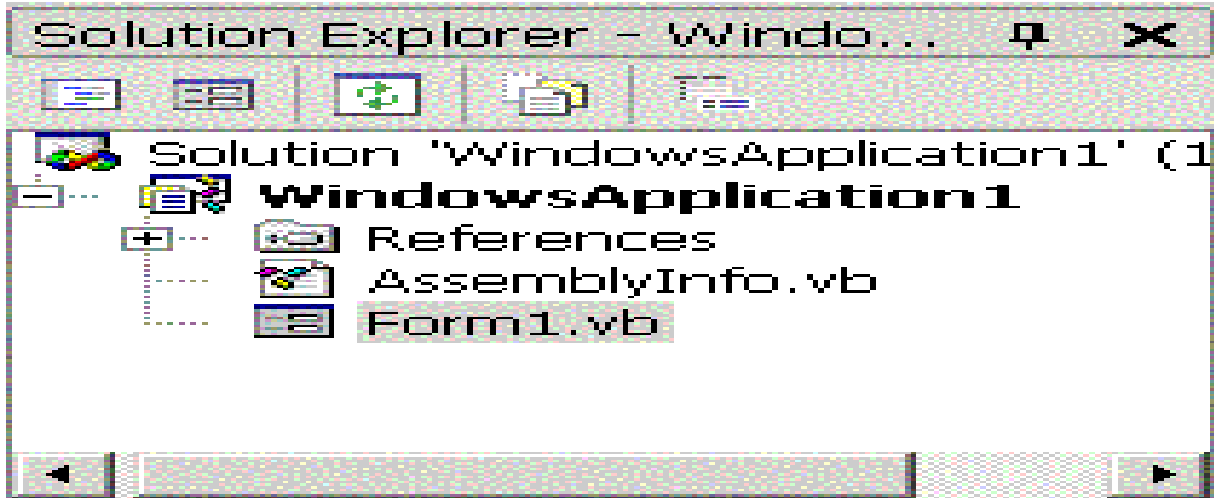 Solution Explorer - Windo...
Solution 'WindowsApplication1' (1
WindowsApplication1
References
AssemblyInfo.vb
Form1.vb